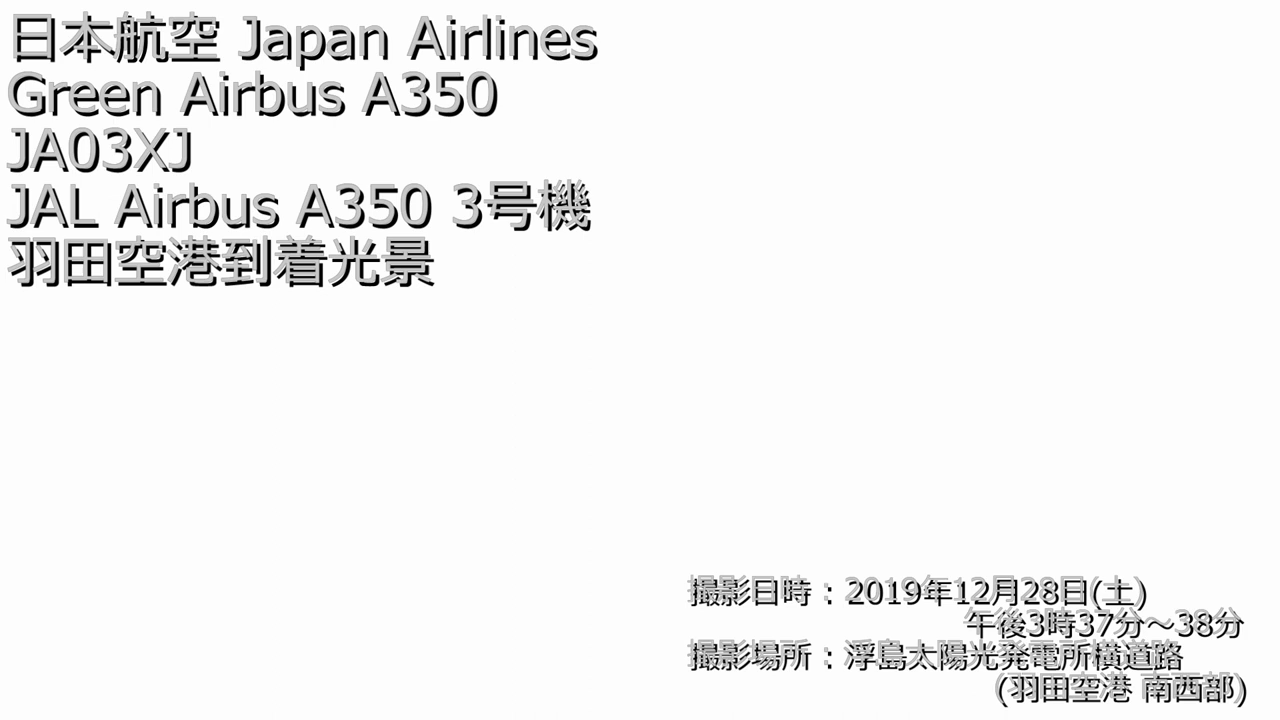 日本航空 Japan Airlines
Green Airbus A350
JA03XJ
JAL Airbus A350 3号機
羽田空港到着光景
撮影日時：2019年12月28日(土)
午後3時37分～38分
撮影場所：浮島太陽光発電所横道路
(羽田空港 南西部)